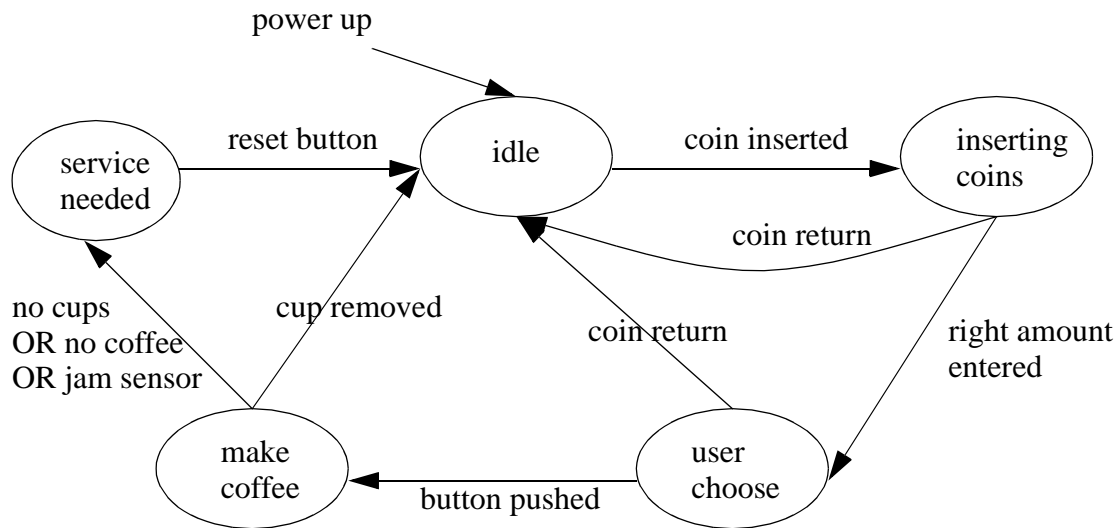 power up
reset button
idle
coin inserted
inserting
coins
service
needed
coin return
no cups
OR no coffee
OR jam sensor
cup removed
coin return
right amount
entered
make
coffee
button pushed
user
choose